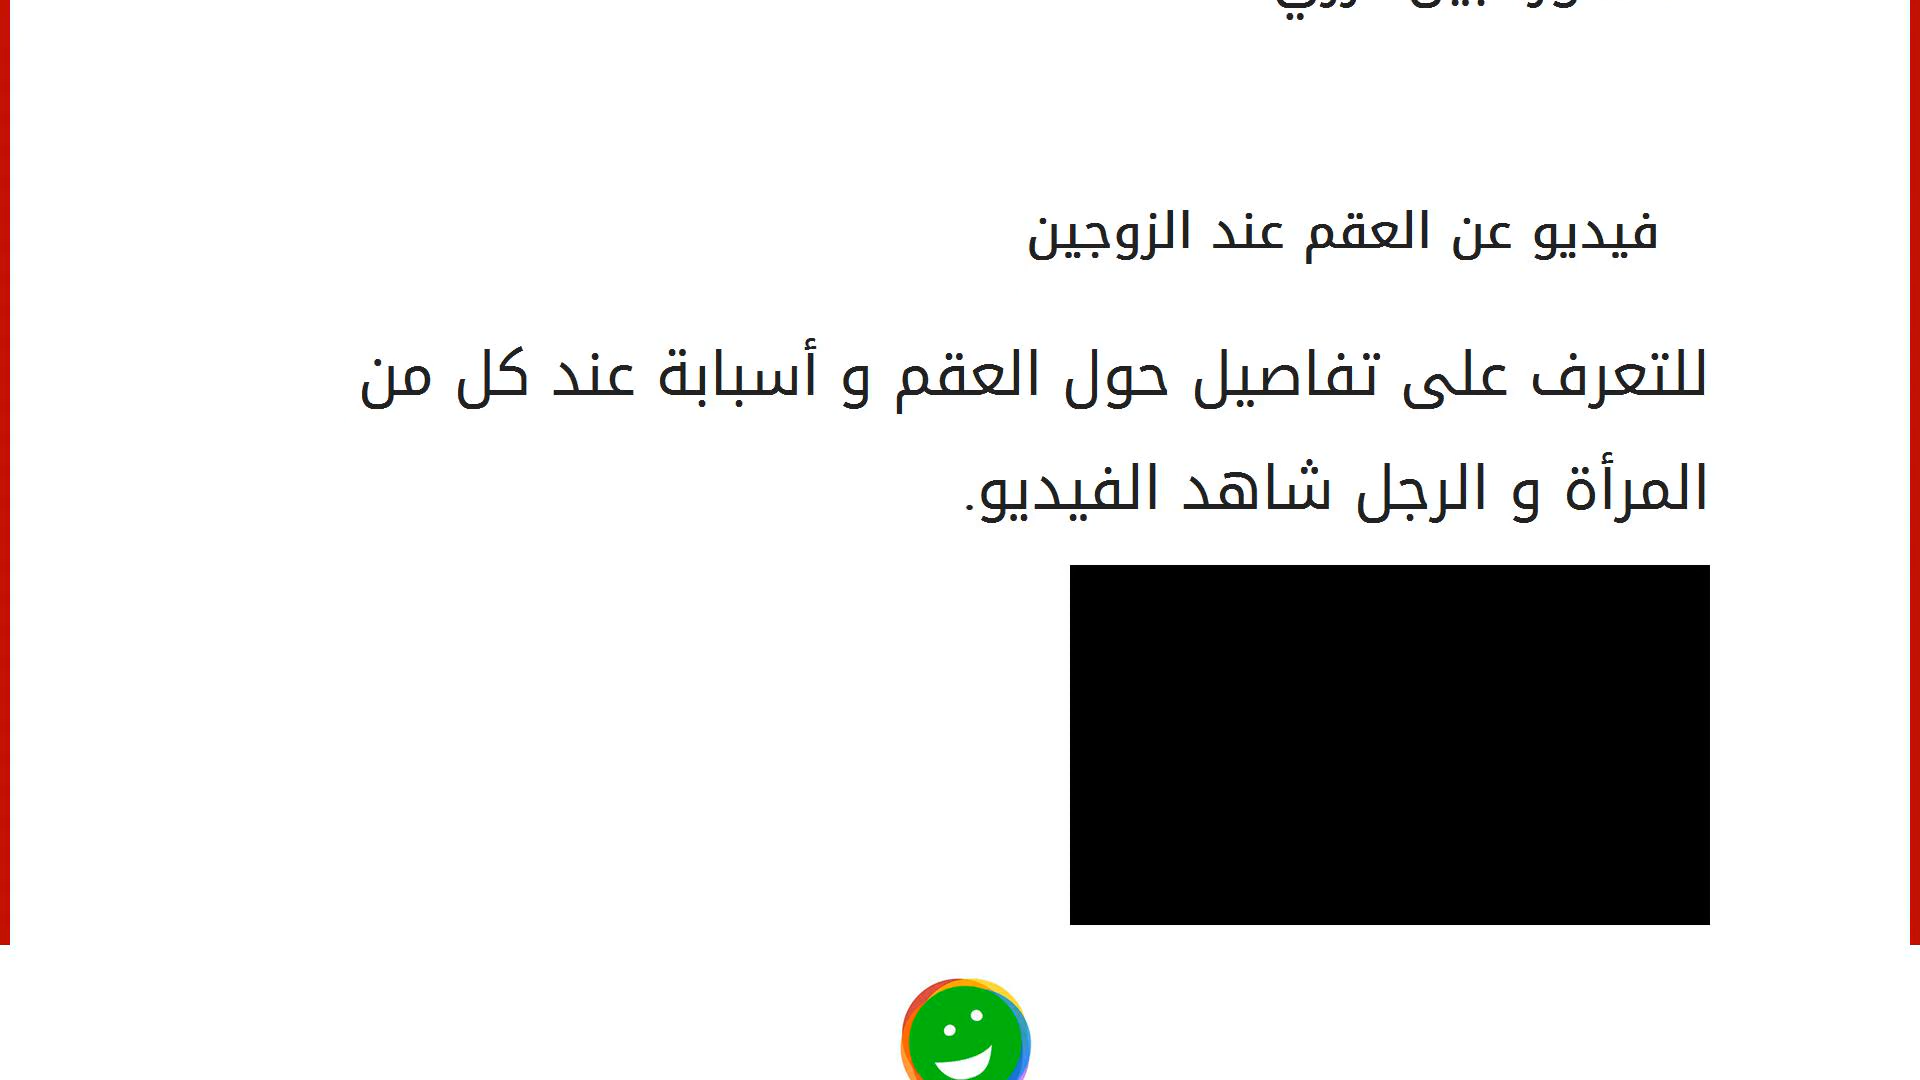 فيديو عن العقم عند الزوجين
للتعرف على تفاصيل حول العقم و أسبابة عند كل من
المرأة و الرجل شاهد الفيديو.